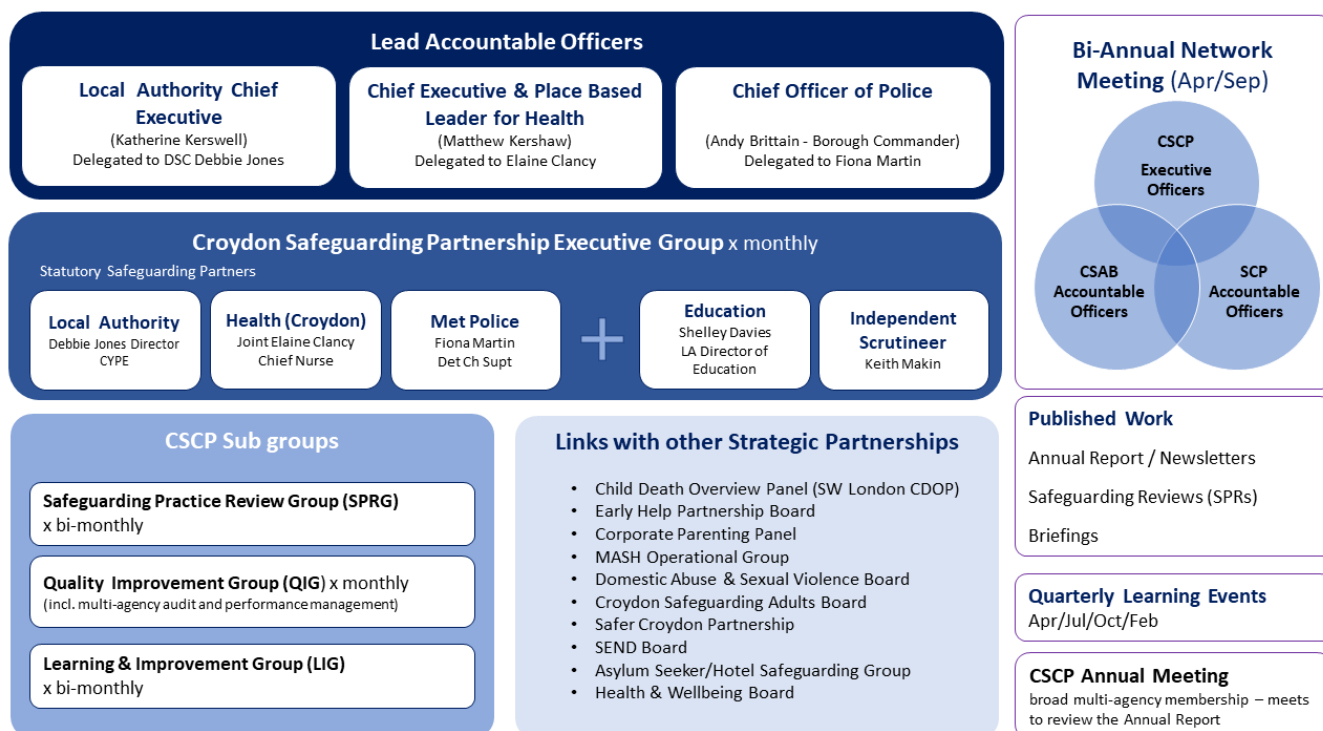 Lead Accountable Officers
Local Authority Chief
Executive
(Katherine Kerswell)
Delegated to DSC Debbie Jones
Chief Executive & Place Based
Leader for Health
(Matthew Kershaw)
Delegated to Elaine Clancy
Chief Officer of Police
(Andy Brittain - Borough Commander)
Delegated to Fiona Martin
Croydon Safeguarding Partnership Executive Group x monthly
Statutory Safeguarding Partners
Local Authority
Debbie Jones Director
CYPE
Health (Croydon)
Joint Elaine Clancy
Chief Nurse
Met Police
Fiona Martin
Det Ch Supt
+
Education
Shelley Davies
LA Director of
Education
Independent
Scrutineer
Keith Makin
CSCP Sub groups
Safeguarding Practice Review Group (SPRG)
x bi-monthly
Quality Improvement Group (QIG) x monthly
(incl. multi-agency audit and performance management)
Learning & Improvement Group (LIG)
x bi-monthly
Links with other Strategic Partnerships
• Child Death Overview Panel (SW London CDOP)
• Early Help Partnership Board
• Corporate Parenting Panel
• MASH Operational Group
• Domestic Abuse & Sexual Violence Board
• Croydon Safeguarding Adults Board
• Safer Croydon Partnership
• SEND Board
• Asylum Seeker/Hotel Safeguarding Group
• Health & Wellbeing Board
Bi-Annual Network
Meeting (Apr/Sep)
CSCP
Executive
Officers
CSAB
Accountable
Officers
SCP
Accountable
Officers
Published Work
Annual Report / Newsletters
Safeguarding Reviews (SPRs)
Briefings
Quarterly Learning Events
Apr/Jul/Oct/Feb
CSCP Annual Meeting
broad multi-agency membership – meets
to review the Annual Report